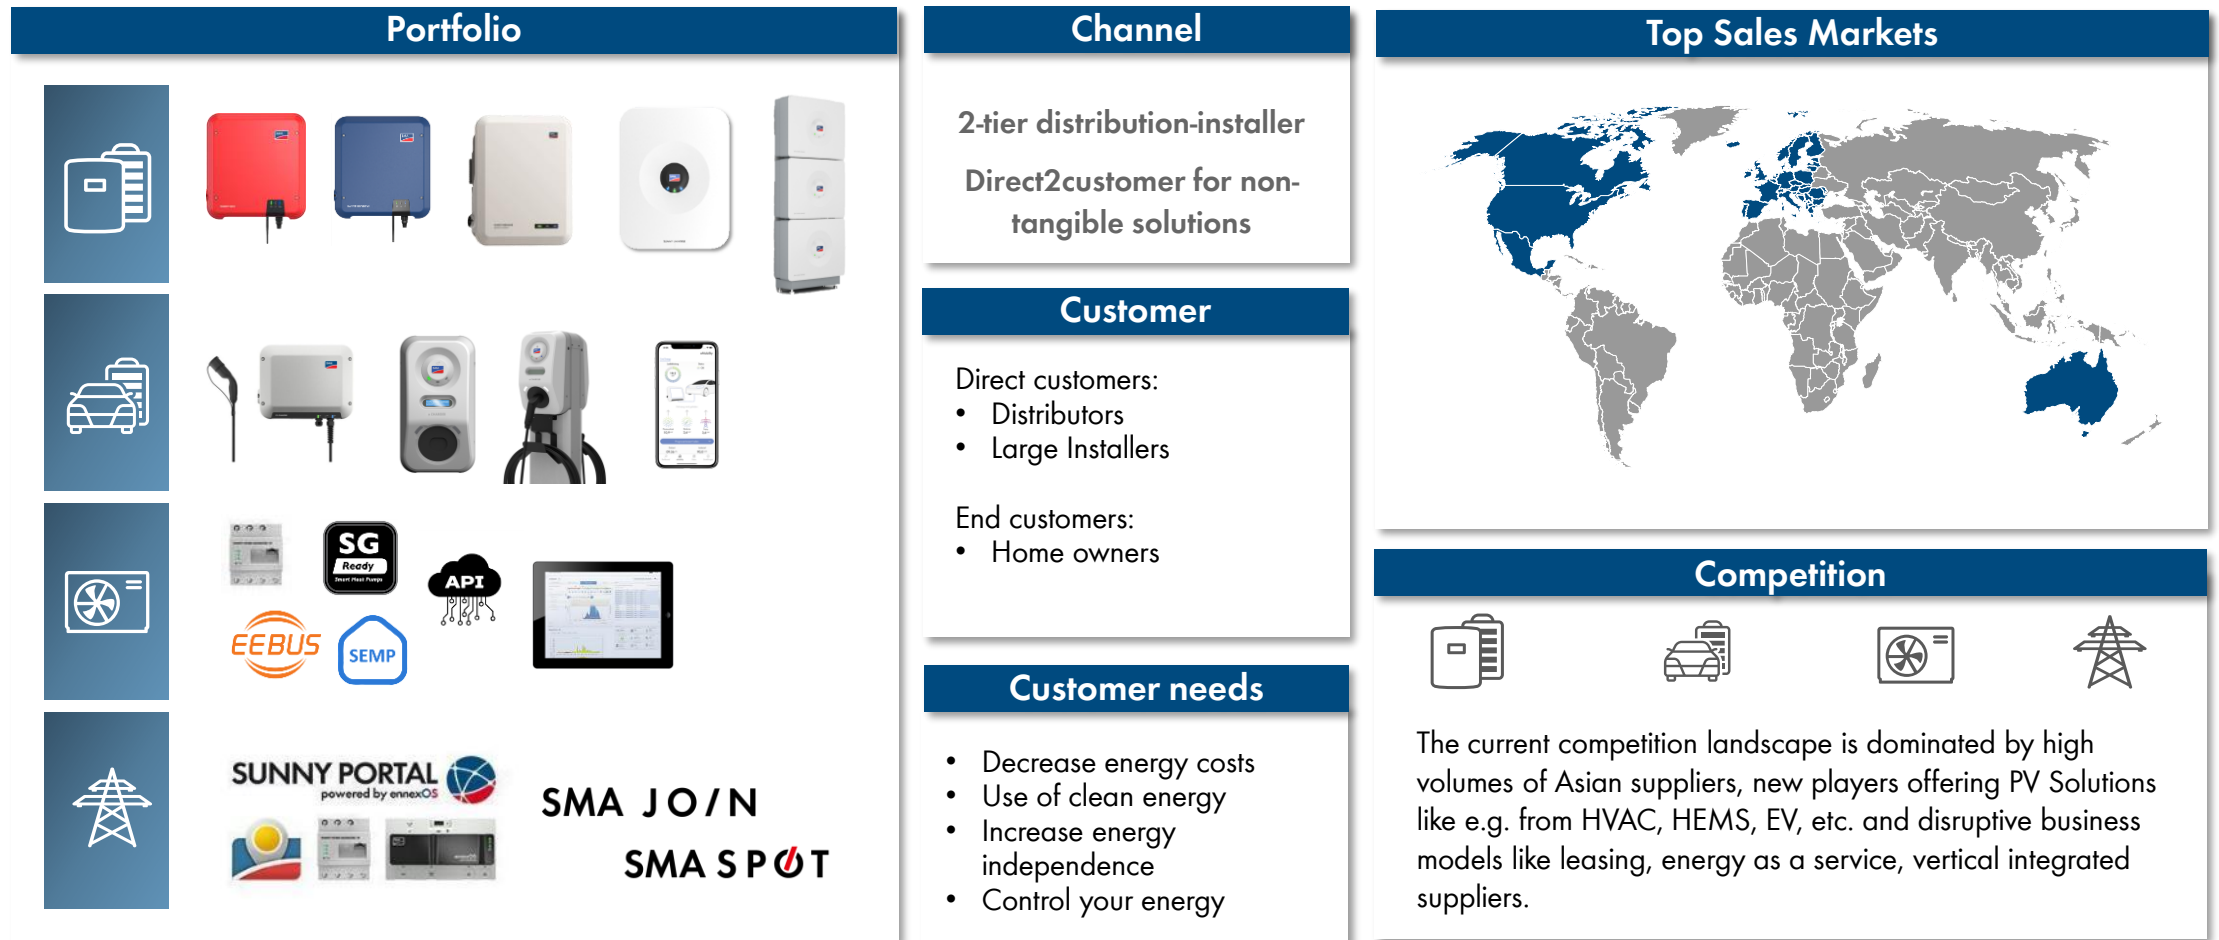 Portfolio
SG
Ready
Smart Heat Pumps
API
EEBUS
SEMP
SUNNY PORTAL
powered by ennexOS
SMA JO/N
SMA SPOT
Channel
2-tier distribution-installer
Direct2customer for non-
tangible solutions
Customer
Direct customers:
• Distributors
• Large Installers
End customers:
• Home owners
Customer needs
• Decrease energy costs
• Use of clean energy
• Increase energy
independence
• Control your energy
Top Sales Markets
Competition
The current competition landscape is dominated by high
volumes of Asian suppliers, new players offering PV Solutions
like e.g. from HVAC, HEMS, EV, etc. and disruptive business
models like leasing, energy as a service, vertical integrated
suppliers.